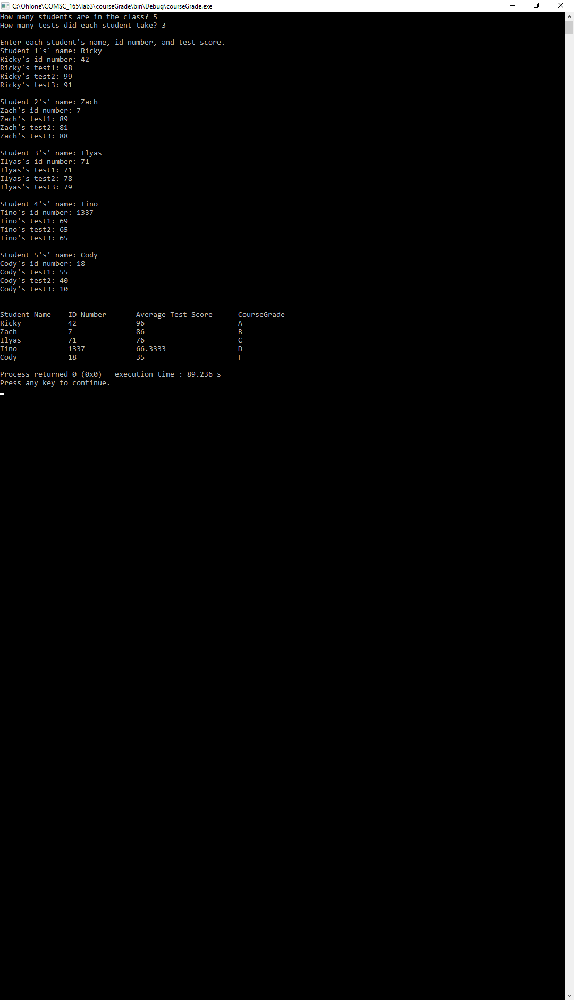 C:\Ohlone\COMSC_165\lab3\courseGrade\bin\Debug\courseGrade.exe
How many students are in the class? 5
How many tests did each student take? 3
Enter each student's name, id number, and test score.
Student 1's' name: Ricky
Ricky's id number: 42
Ricky's test1: 98
Ricky's test2: 99
Ricky's test3: 91
Student 2's' name: Zach
Zach's id number: 7
Zach's test1: 89
Zach's test2: 81
Zach's test3: 88
Student 3's' name: Ilyas
Ilyas's id number: 71
Ilyas's test1: 71
Ilyas's test2: 78
Ilyas's test3: 79
Student 4's' name: Tino
Tino's id number: 1337
Tino's test1: 69
Tino's test2: 65
Tino's test3: 65
Student 5's' name: Cody
Cody's id number: 18
Cody's test1: 55
Cody's test2: 40
Cody's test3: 10
Student Name    ID Number       Average Test Score      CourseGrade
Ricky           42              96                      A
Zach            7               86                      B
Ilyas           71              76                      C
Tino            1337            66.3333                 D
Cody            18              35                      F
Process returned 0 (0x0)   execution time : 89.236 s
Press any key to continue.